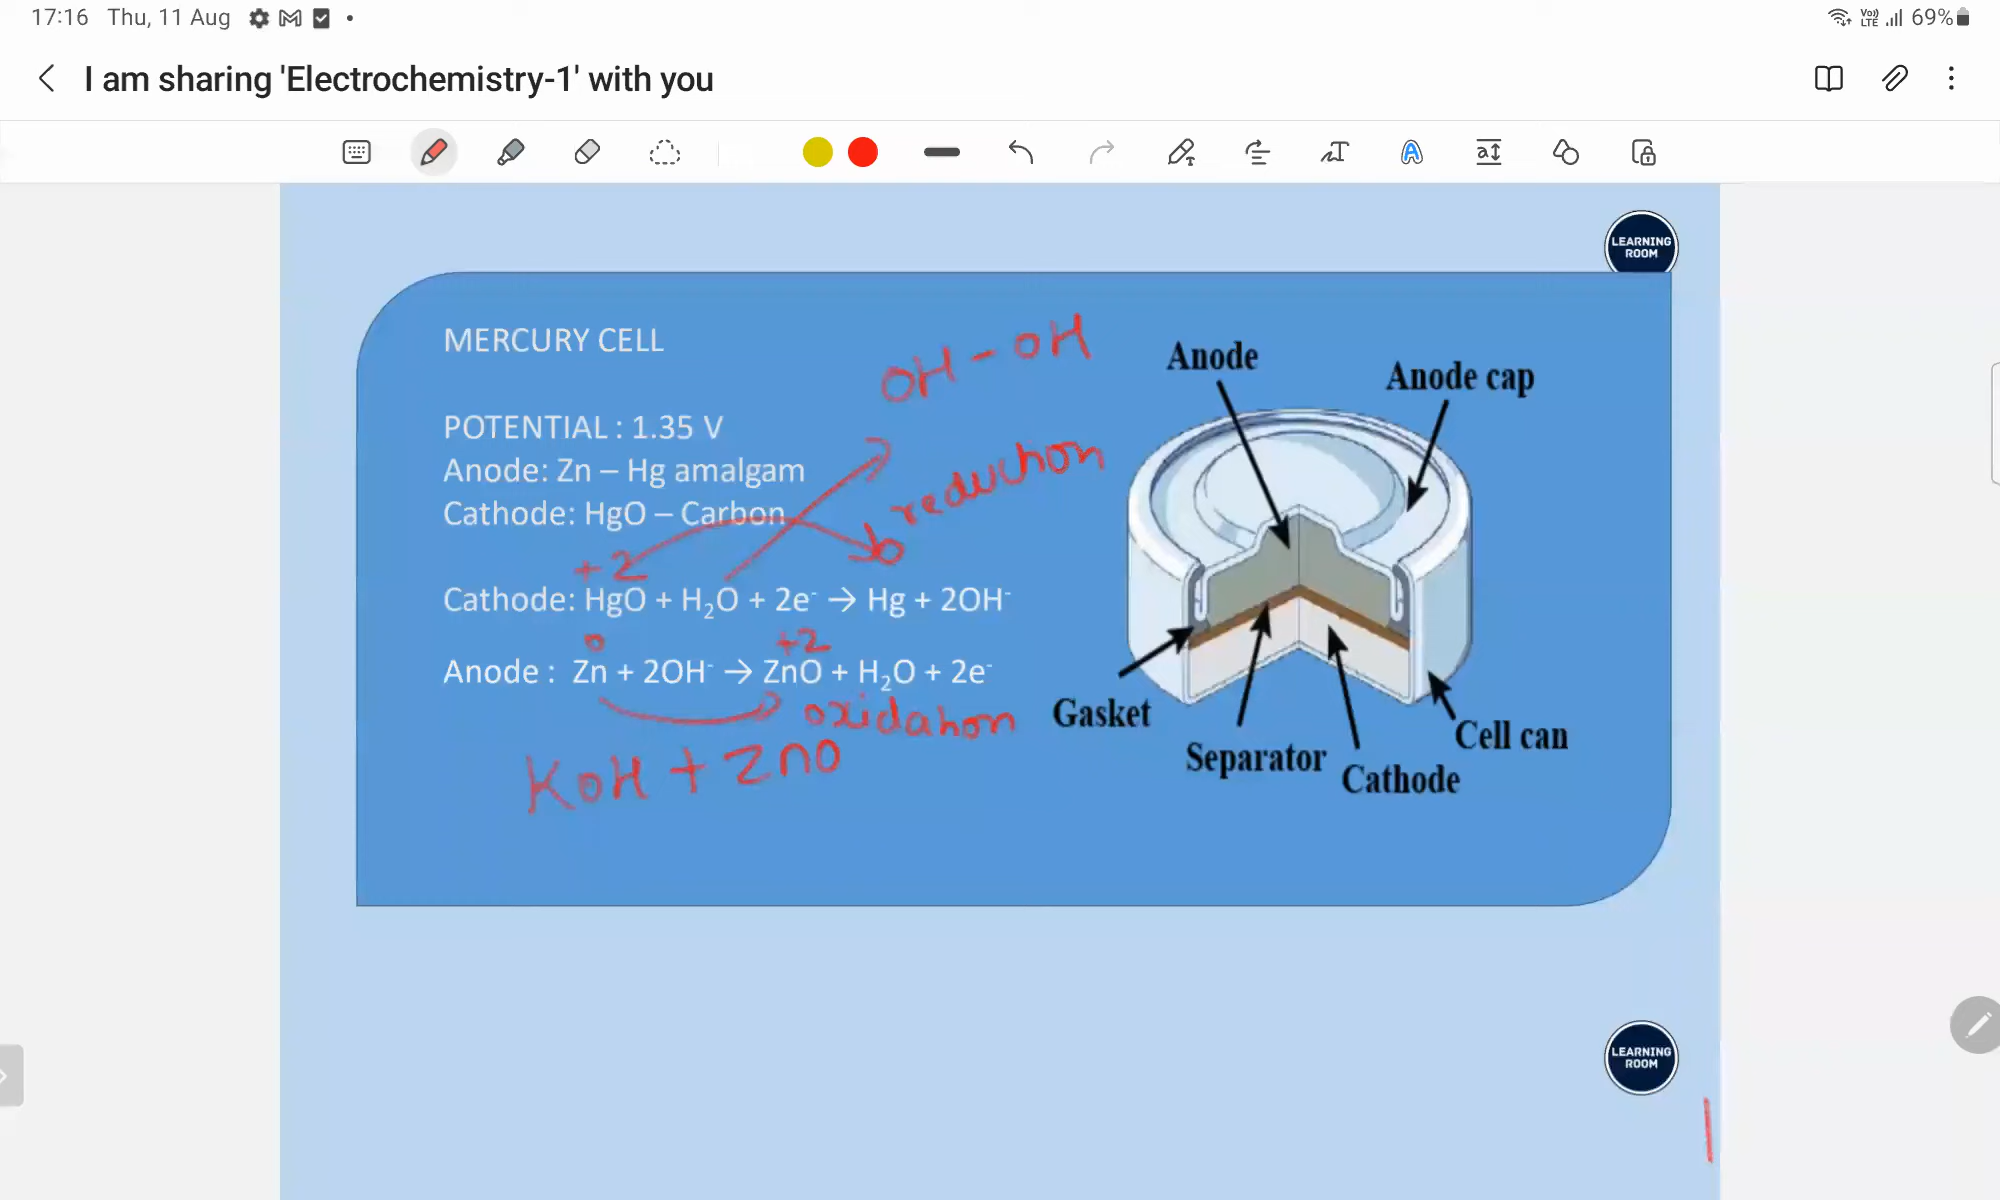 17:16 Thu, 11 Aug
Vo))
LTE
69%
I am sharing 'Electrochemistry-1' with you
LEARNING
ROOM
MERCURY CELL
OH - OH
POTENTIAL : 1.35 V
Anode: Zn – Hg amalgam
Cathode: HgO – Carbon
reduction
+2
Cathode: HgO + H₂O + 2e⁻ → Hg + 2OH⁻
0 +2
Anode : Zn + 2OH⁻ → ZnO + H₂O + 2e⁻
oxidation
KOH + ZnO
Anode
Anode cap
Gasket
Separator
Cathode
Cell can
LEARNING
ROOM